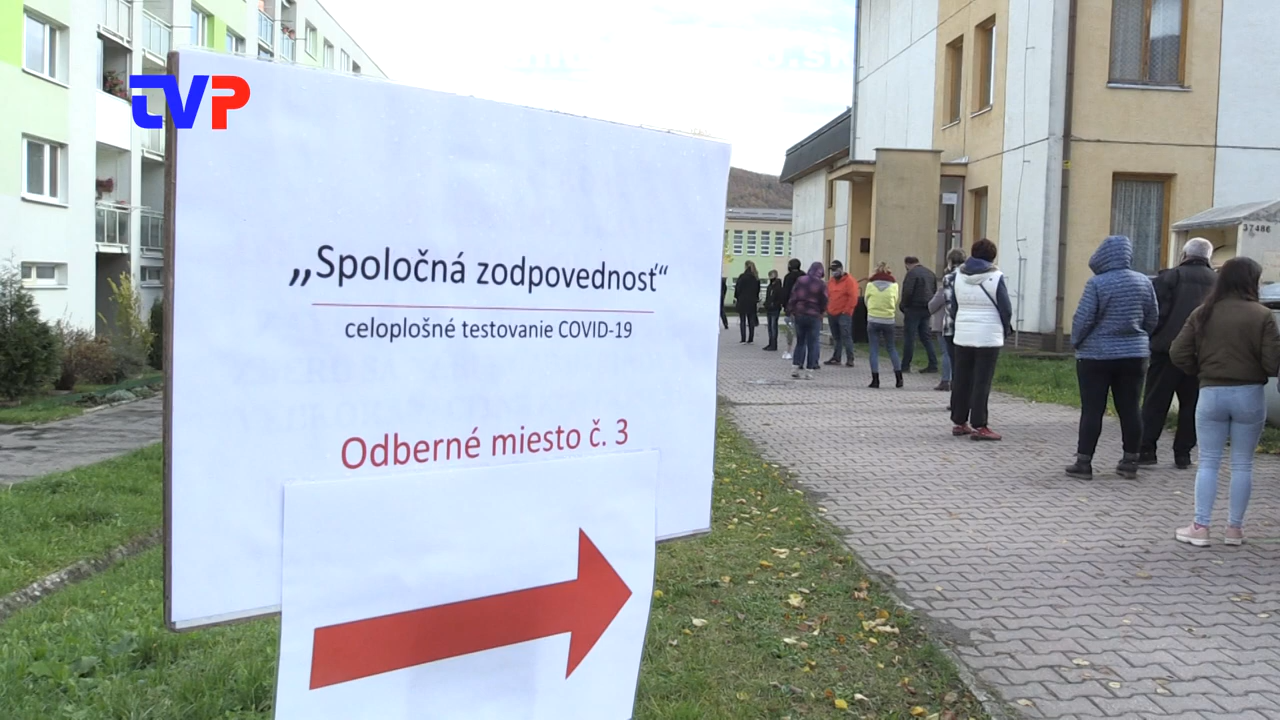 TVP
„Spoločná zodpovednosť“
celoplošné testovanie COVID-19
Odberné miesto č. 3
37486